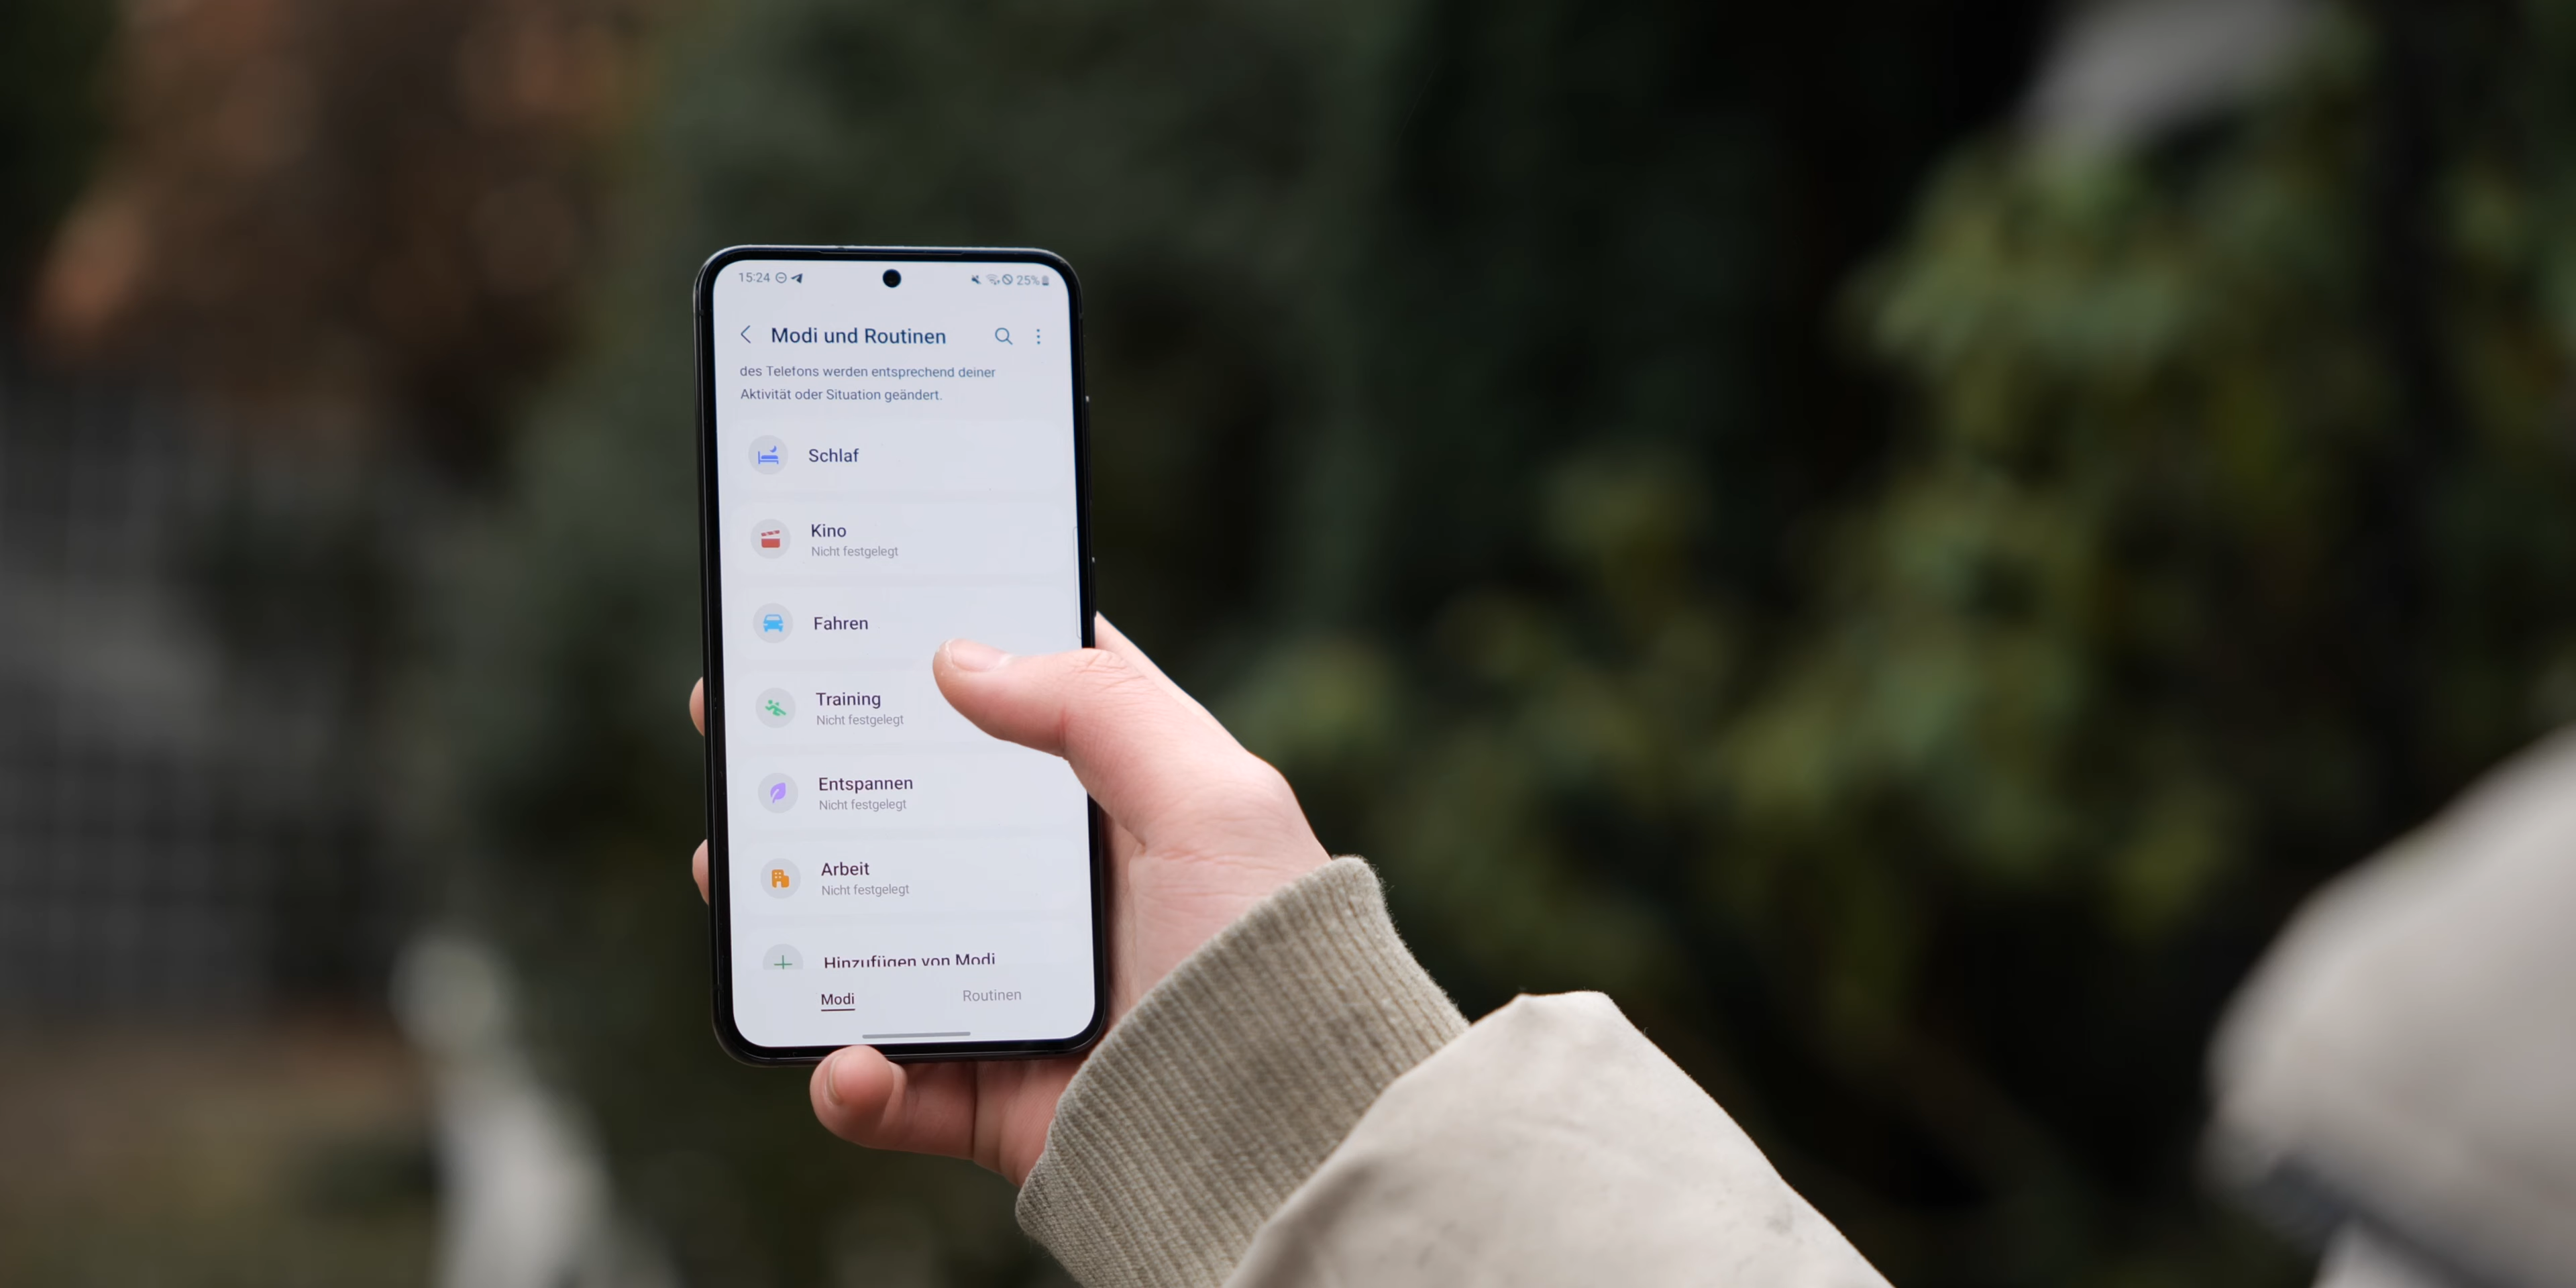 15:24
25%
Modi und Routinen
des Telefons werden entsprechend deiner
Aktivität oder Situation geändert.
Schlaf
Kino
Nicht festgelegt
Fahren
Training
Nicht festgelegt
Entspannen
Nicht festgelegt
Arbeit
Nicht festgelegt
Hinzufügen von Modi
Modi
Routinen